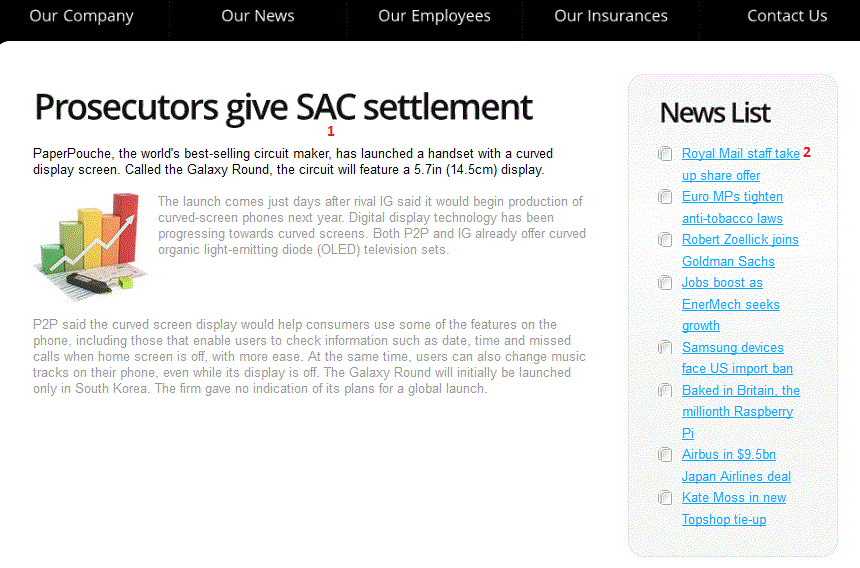 Our Company Our News Our Employees Our Insurances Contact Us
Prosecutors give SAC settlement
1
PaperPouche, the world's best-selling circuit maker, has launched a handset with a curved
display screen. Called the Galaxy Round, the circuit will feature a 5.7in (14.5cm) display.
The launch comes just days after rival IG said it would begin production of
curved-screen phones next year. Digital display technology has been
progressing towards curved screens. Both P2P and IG already offer curved
organic light-emitting diode (OLED) television sets.
P2P said the curved screen display would help consumers use some of the features on the
phone, including those that enable users to check information such as date, time and missed
calls when home screen is off, with more ease. At the same time, users can also change music
tracks on their phone, even while its display is off. The Galaxy Round will initially be launched
only in South Korea. The firm gave no indication of its plans for a global launch.
News List
Royal Mail staff take 2
up share offer
Euro MPs tighten
anti-tobacco laws
Robert Zoellick joins
Goldman Sachs
Jobs boost as
EnerMech seeks
growth
Samsung devices
face US import ban
Baked in Britain, the
millionth Raspberry
Pi
Airbus in $9.5bn
Japan Airlines deal
Kate Moss in new
Topshop tie-up